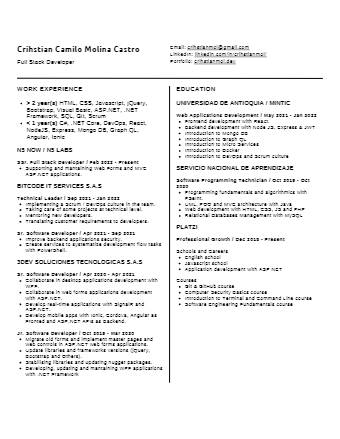 Crihstian Camilo Molina Castro
Full Stack Developer
Email: crihstianmol@gmail.com
Linkedin: linkedin.com/in/crihstianmol
Portfolio: crihstianmol.dev
WORK EXPERIENCE
> 2 year(s) HTML, CSS, Javascript, jQuery,
Bootstrap, Visual Basic, ASP.NET, .NET
Framework, SQL, Git, Scrum
< 1 year(s) C#, .NET Core, DevOps, React,
NodeJS, Express, Mongo DB, Graph QL,
Angular, Ionic
N5 NOW / N5 LABS
Ssr. Full Stack Developer / Feb 2022 - Present
Supporting and maintaining Web Forms and MVC
ASP.NET applications.
BITCODE IT SERVICES S.A.S
Technical Leader / Sep 2021 - Jan 2022
Implementing a Scrum / DevOps culture in the team.
Taking care of some projects at technical level.
Mentoring new developers.
Translating customer requirements to developers.
Sr. Software Developer / Apr 2021 - Sep 2021
Improve backend applications security.
Create services to systematise development flow tasks
with Powershell.
3DEV SOLUCIONES TECNOLOGICAS S.A.S
Sr. Software Developer / Apr 2020 - Apr 2021
Collaborate in desktop applications development with
WPF.
Collaborate in web forms applications development
with ASP.NET.
Develop real-time applications with SignalR and
ASP.NET.
Develop mobile apps with Ionic, Cordova, Angular as
Fronted and ASP.NET APIs as Backend.
Jr. Software Developer / Oct 2018 - Mar 2020
Migrate old forms and implement master pages and
web controls in ASP.NET web forms applications.
Update libraries and frameworks versions (jQuery,
Bootstrap and Others).
Stabilising libraries and updating nugget packages.
Developing, updating and maintaining WPF applications
with .NET Framework
EDUCATION
UNIVERSIDAD DE ANTIOQUIA / MINTIC
Web Applications Development / May 2021 - Jan 2022
Frontend development with React.
Backend development with Node JS, Express & JWT
Introduction to Mongo DB
Introduction to Graph QL
Introduction to Micro Services
Introduction to Docker
Introduction to DevOps and Scrum culture
SERVICIO NACIONAL DE APRENDIZAJE
Software Programming Technician / Oct 2018 - Oct
2020
Programming fundamentals and algorithmics with
PSeInt.
UML, POO and MVC architecture with Java
Web Development with HTML, CSS, JS and PHP
Relational Databases Management with MySQL
PLATZI
Professional Growth / Dec 2018 - Present
Schools and Careers
English school
Javascript school
Application development with ASP .NET
Courses
Git & Github course
Computer Security Basics course
Introduction to Terminal and Command Line course
Software Engineering Fundamentals course